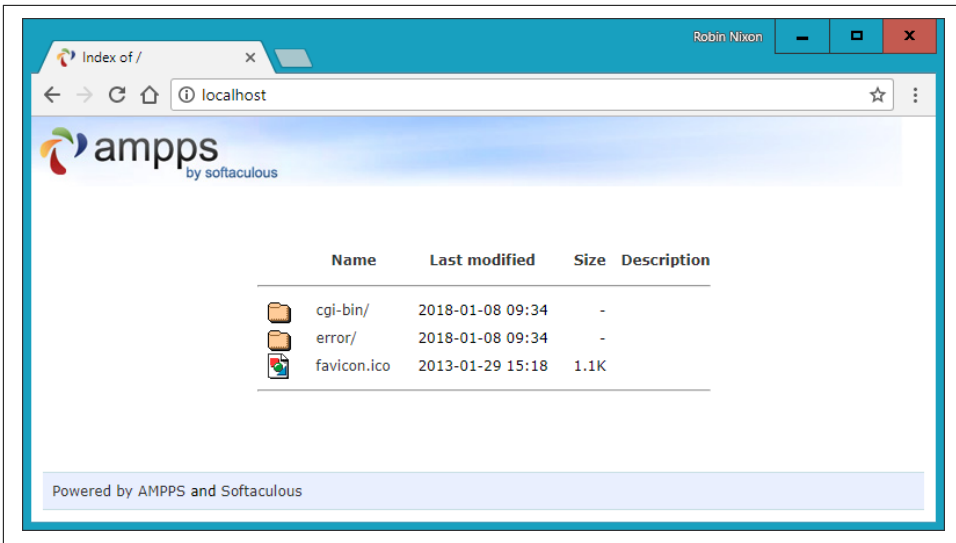 Robin Nixon
Index of /
localhost
ampps
by softaculous
Name Last modified Size Description
cgi-bin/ 2018-01-08 09:34 -
error/ 2018-01-08 09:34 -
favicon.ico 2013-01-29 15:18 1.1K
Powered by AMPPS and Softaculous